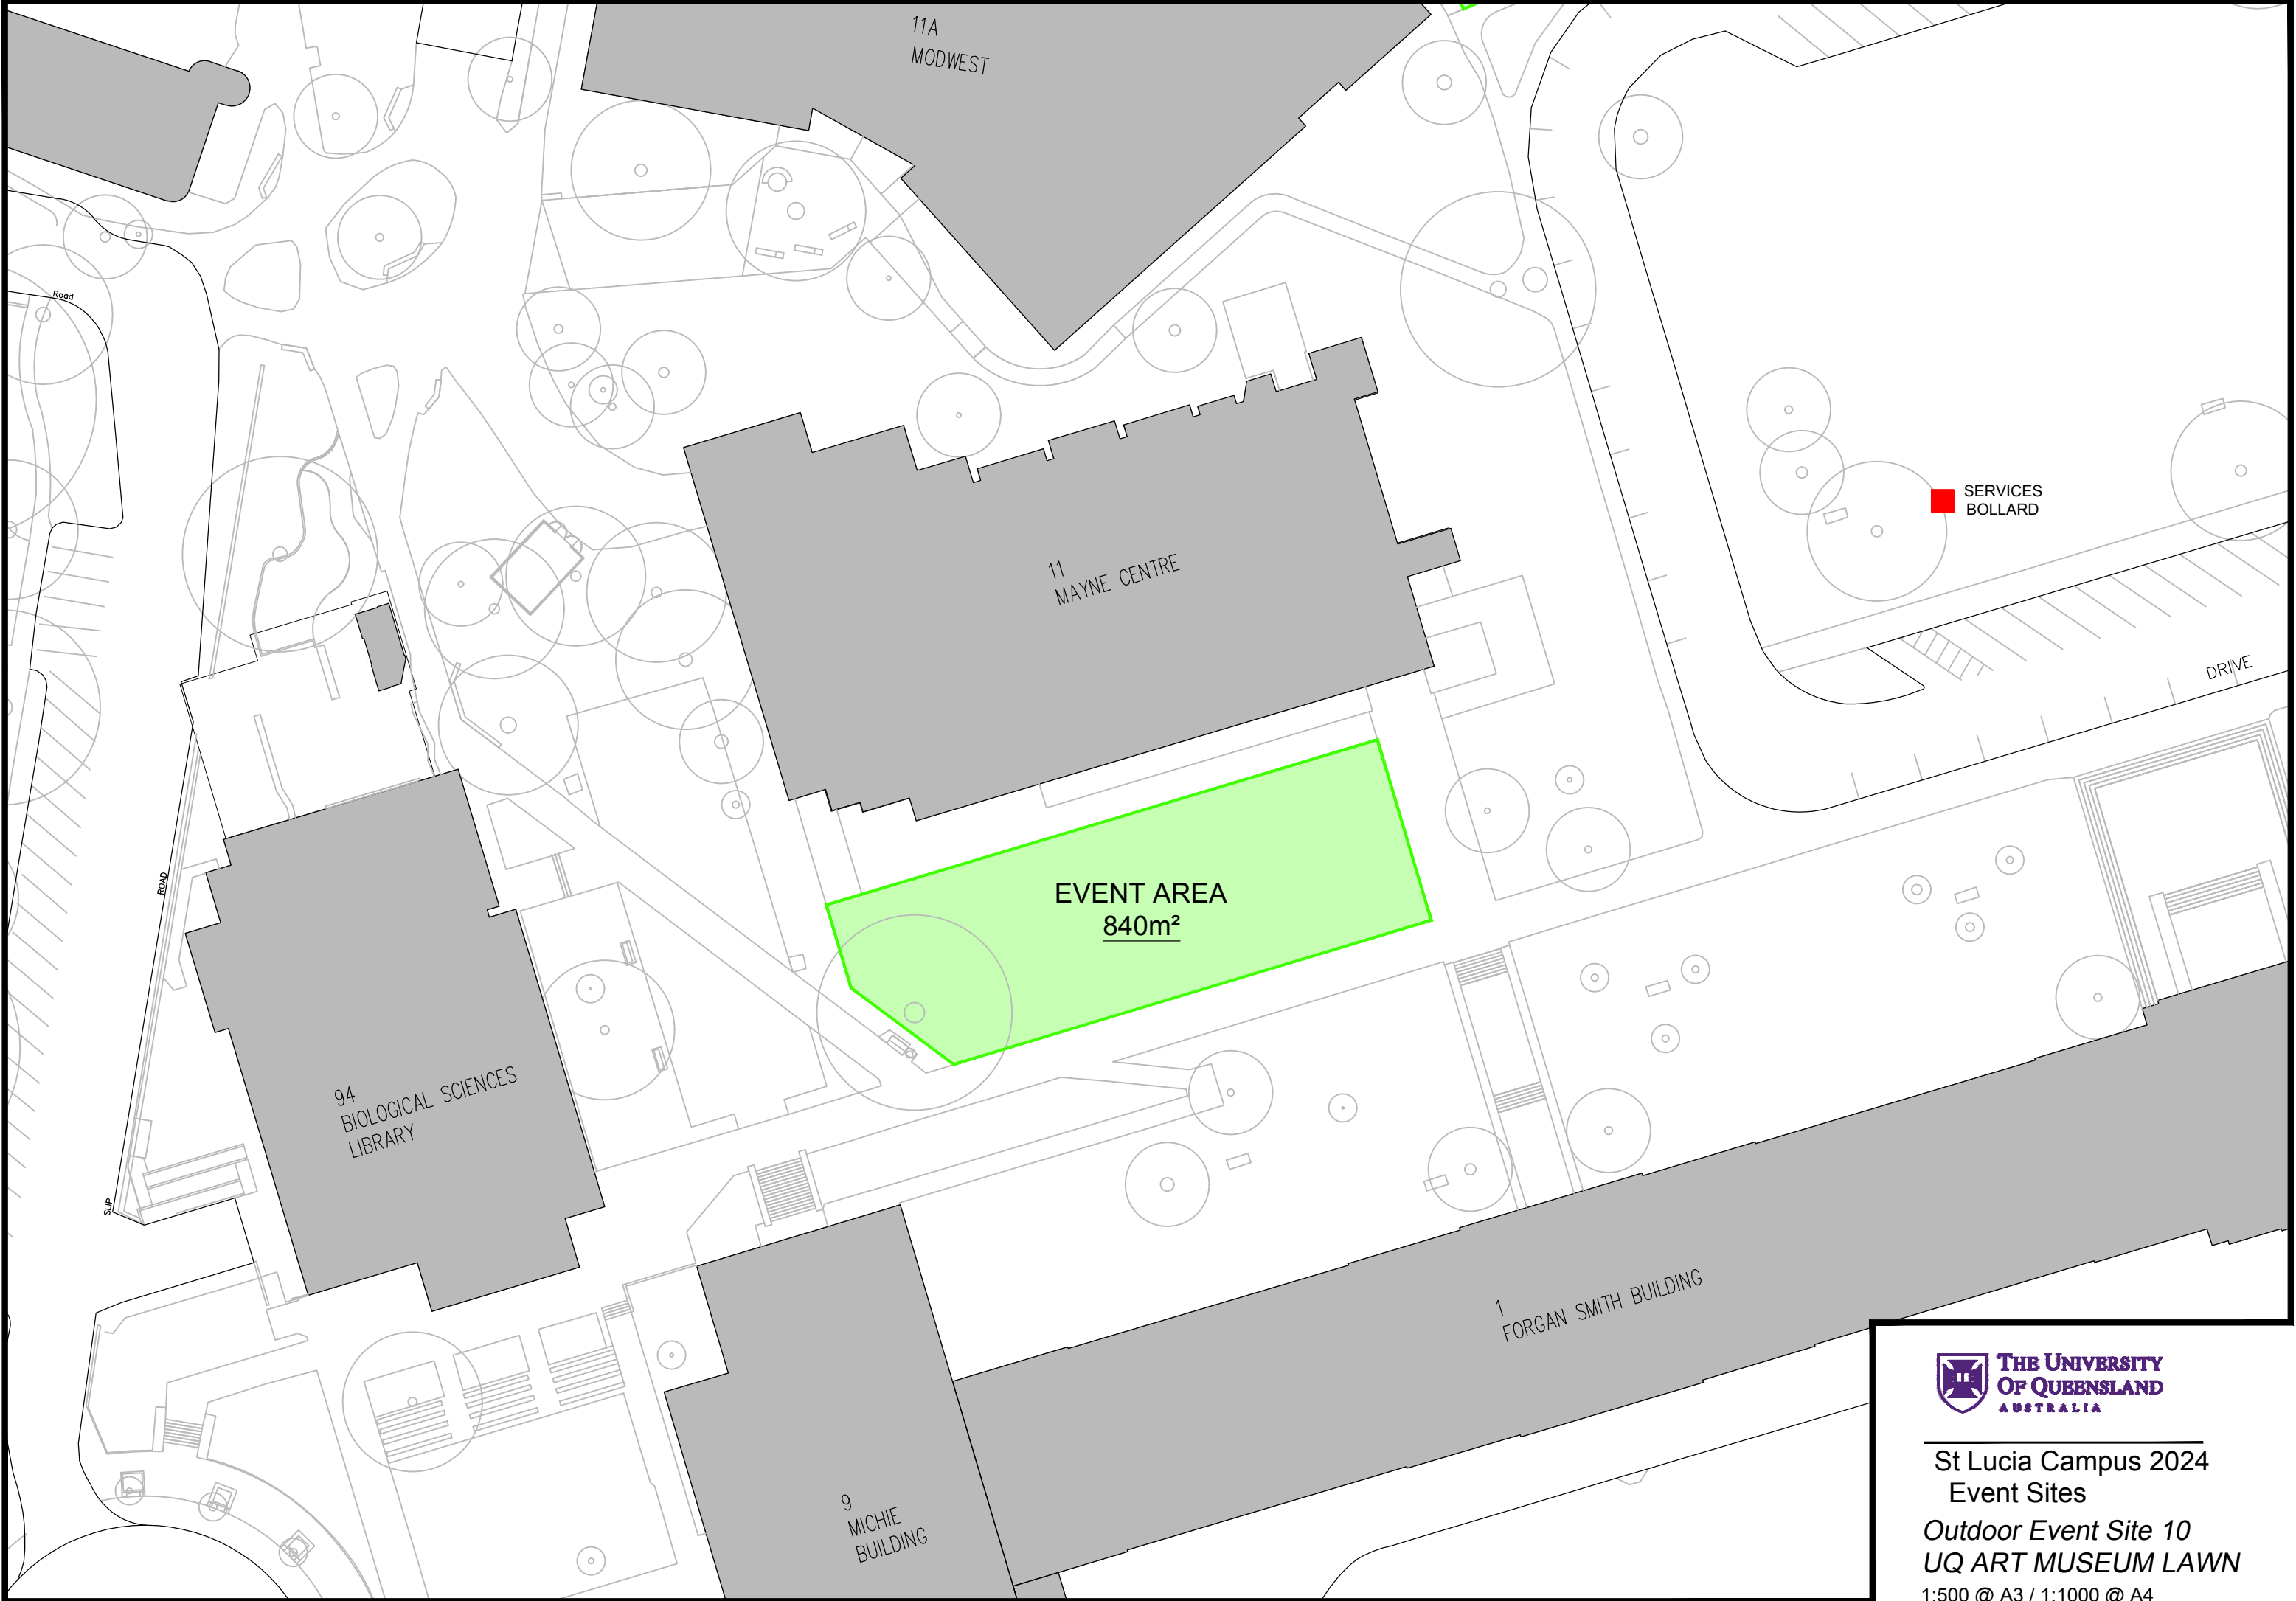 11A
MODWEST
Road
SERVICES
BOLLARD
11
MAYNE CENTRE
DRIVE
EVENT AREA
840m²
ROAD
94
BIOLOGICAL SCIENCES
LIBRARY
SLIP
1
FORGAN SMITH BUILDING
9
MICHIE
BUILDING
THE UNIVERSITY
OF QUEENSLAND
AUSTRALIA
St Lucia Campus 2024
Event Sites
Outdoor Event Site 10
UQ ART MUSEUM LAWN
1:500 @ A3 / 1:1000 @ A4